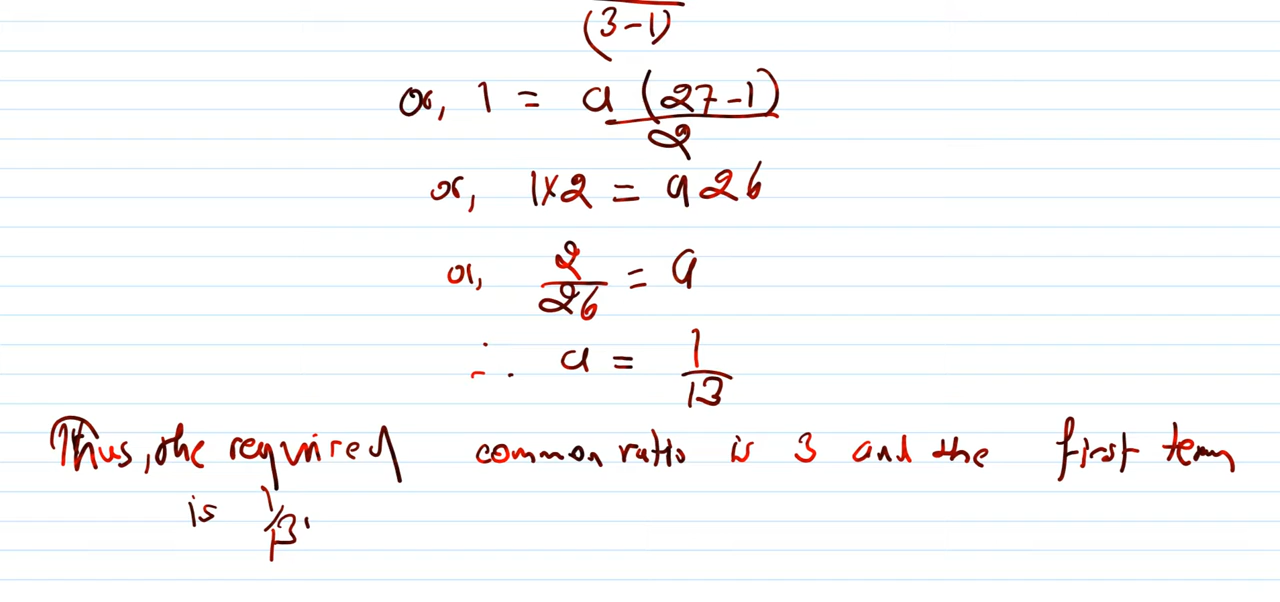 (3-1)
or, 1 = a (27-1)
2
or, 1×2 = a 26
or, 2/26 = a
∴ a = 1/13
Thus, the required common ratio is 3 and the first term
is 1/13.